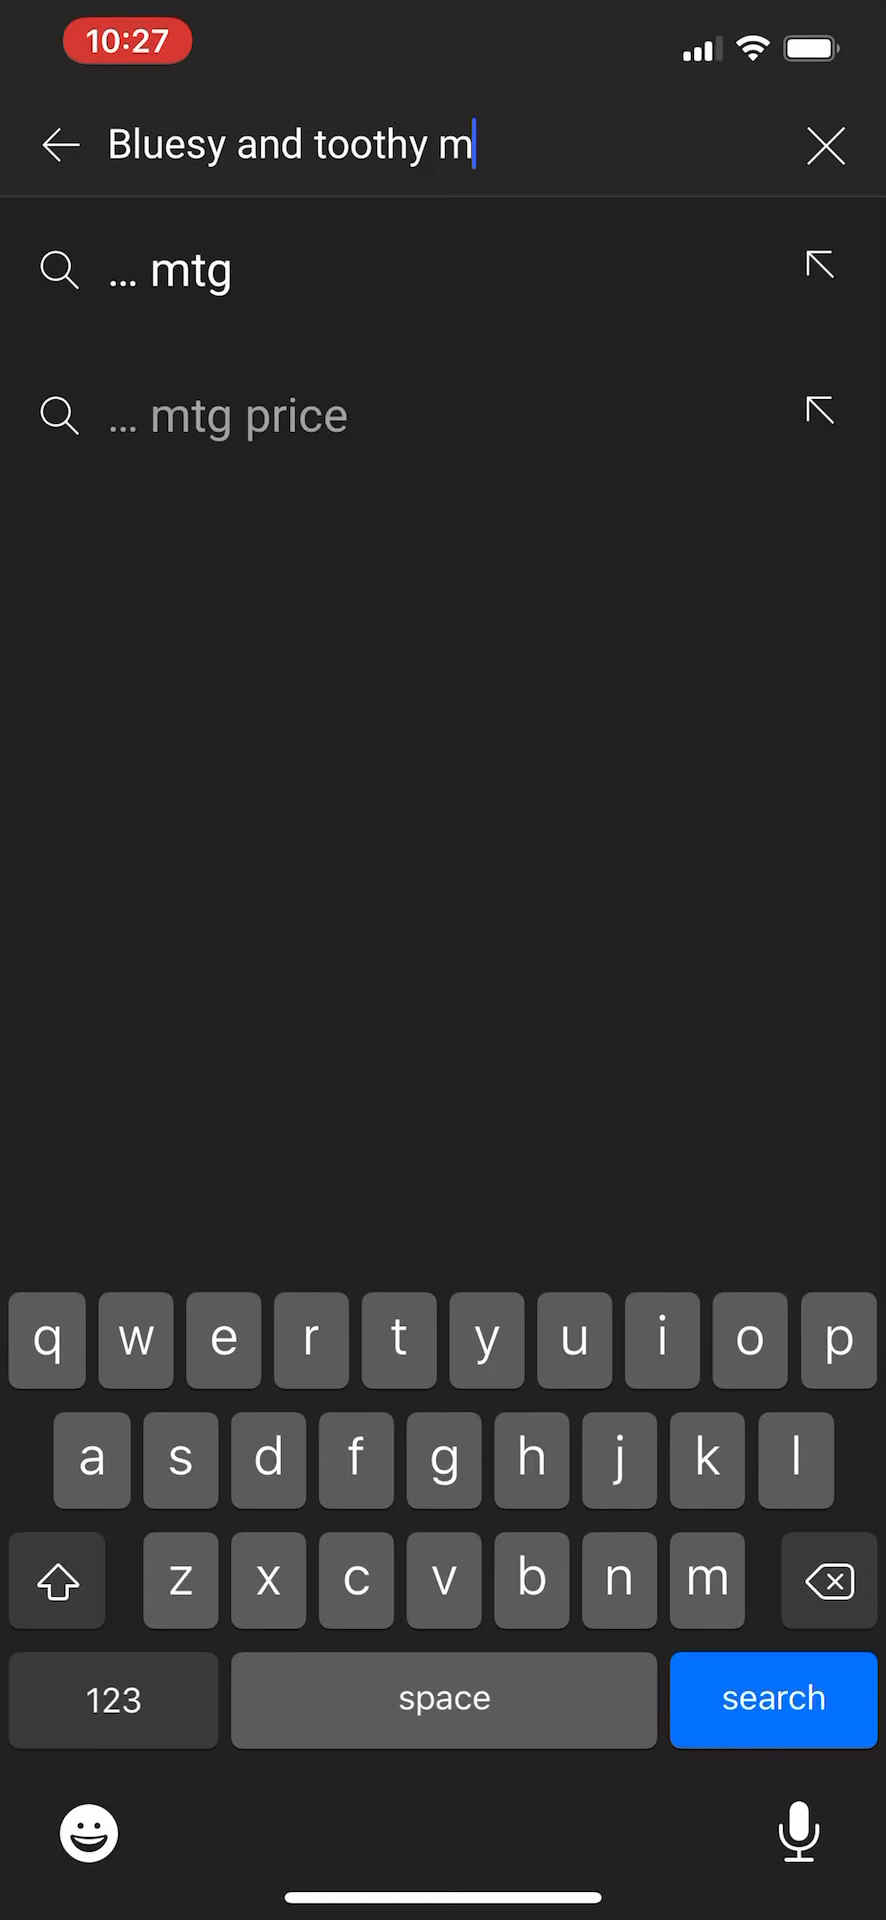 10:27
Bluesy and toothy m
... mtg
... mtg price
q w e r t y u i o p
a s d f g h j k l
z x c v b n m
123 space search